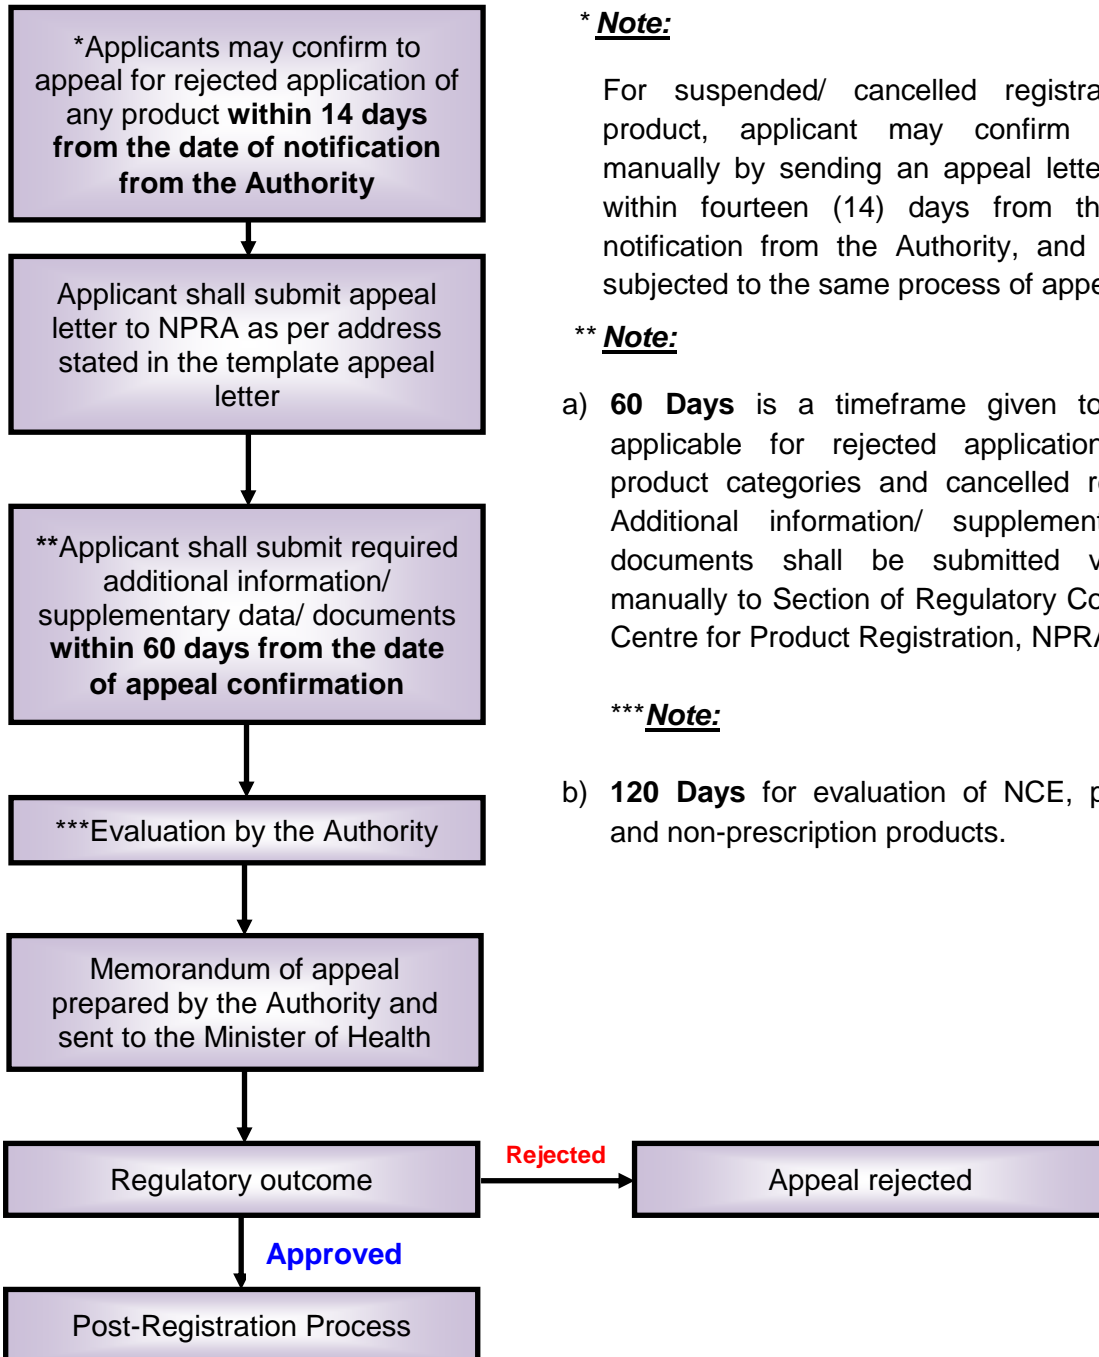 *Applicants may confirm to
appeal for rejected application of
any product within 14 days
from the date of notification
from the Authority
Applicant shall submit appeal
letter to NPRA as per address
stated in the template appeal
letter
**Applicant shall submit required
additional information/
supplementary data/ documents
within 60 days from the date
of appeal confirmation
***Evaluation by the Authority
Memorandum of appeal
prepared by the Authority and
sent to the Minister of Health
Regulatory outcome
Rejected
Appeal rejected
Approved
Post-Registration Process
* Note:
For suspended/ cancelled
product, applicant may confirm
manually by sending an appeal
within fourteen (14) days from
notification from the Authority, and
subjected to the same process of
** Note:
a) 60 Days is a timeframe given to
applicable for rejected
product categories and cancelled
Additional information/
documents shall be submitted
manually to Section of Regulatory
Centre for Product Registration, NPRA
***Note:
b) 120 Days for evaluation of NCE,
and non-prescription products.